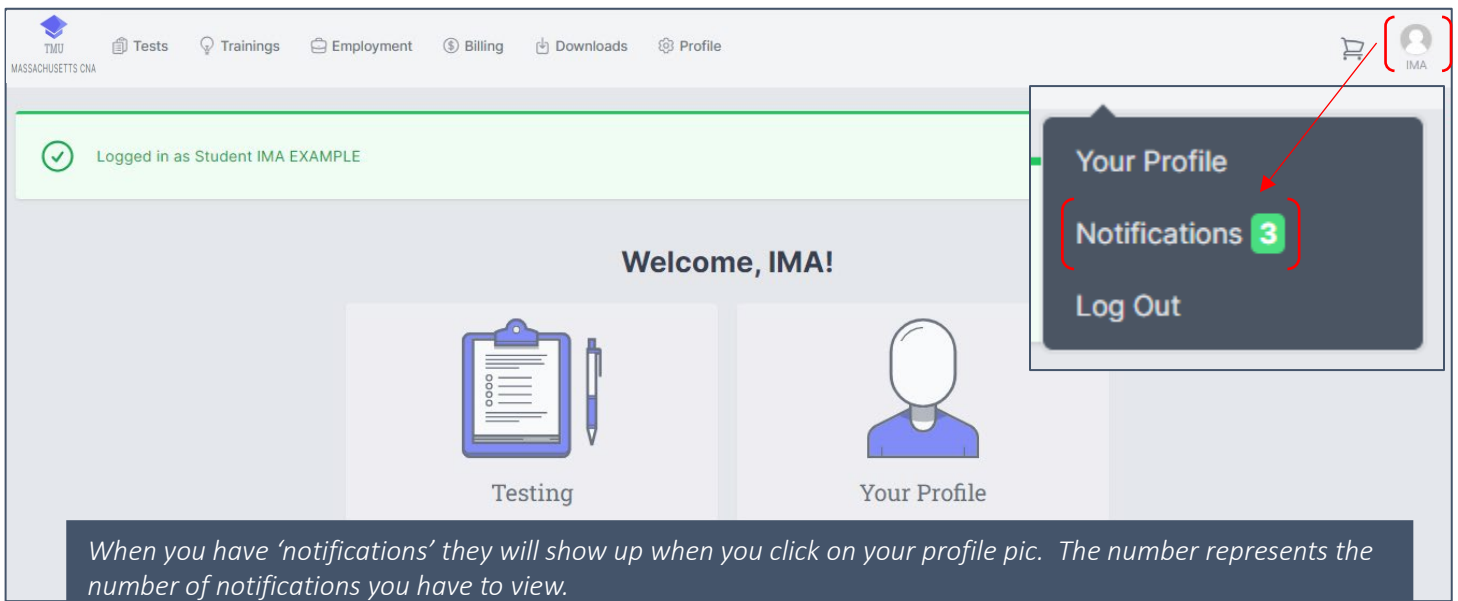 TMU
MASSACHUSETTS CNA
Tests
Trainings
Employment
Billing
Downloads
Profile
IMA
Logged in as Student IMA EXAMPLE
Your Profile
Notifications 3
Log Out
Welcome, IMA!
Testing
Your Profile
When you have ‘notifications’ they will show up when you click on your profile pic. The number represents the
number of notifications you have to view.